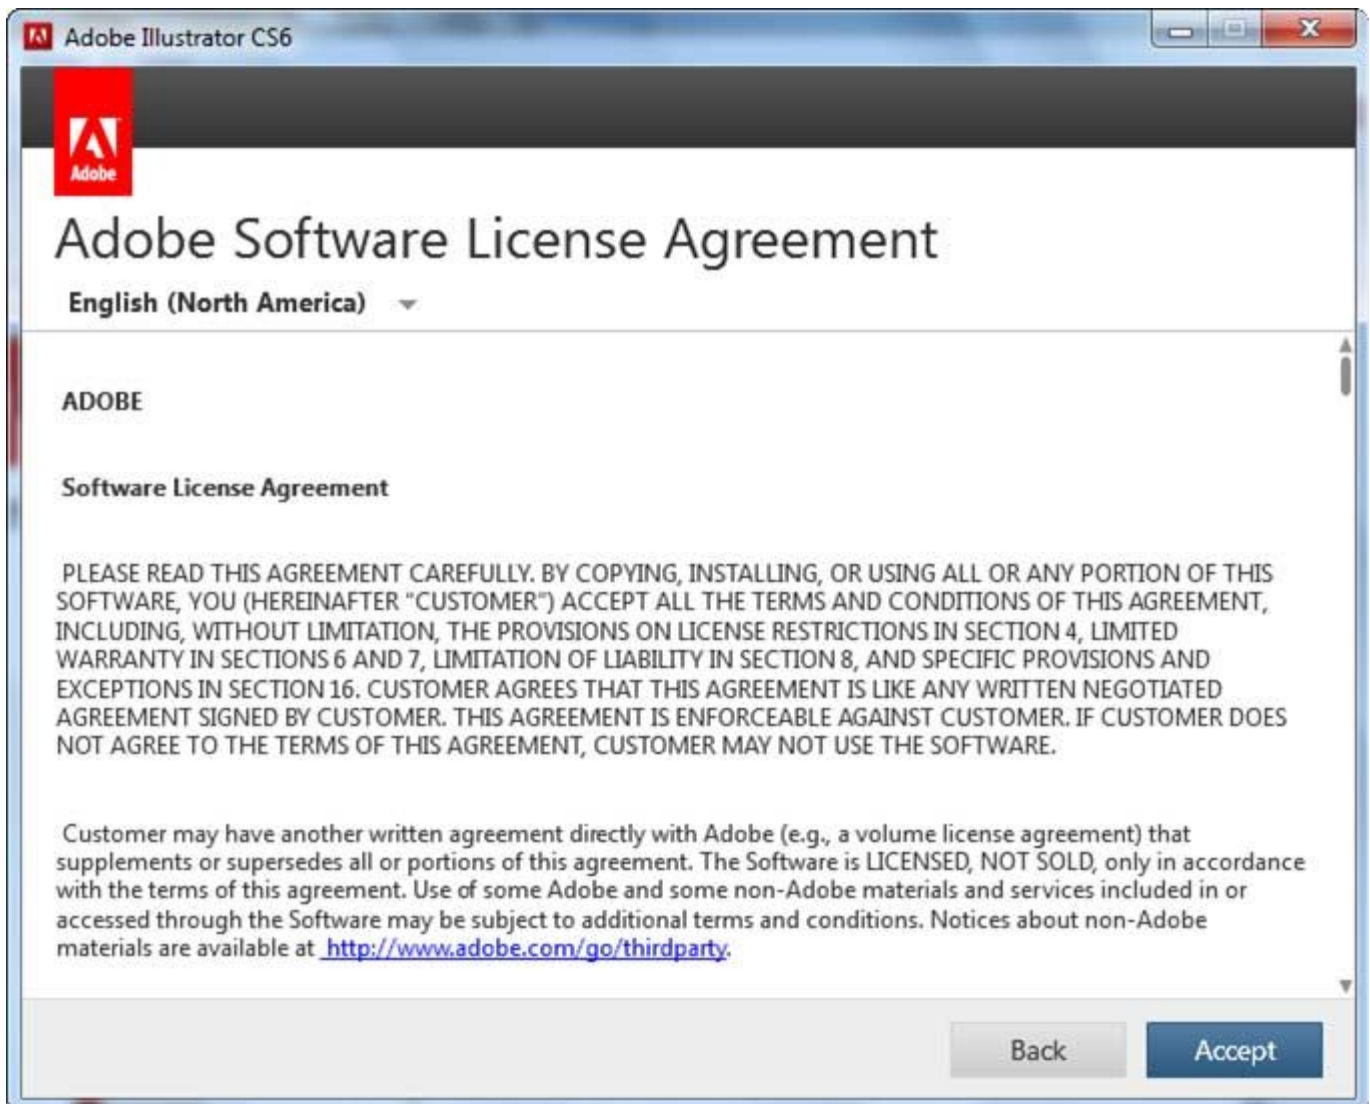 Adobe Illustrator CS6
Adobe
Adobe Software License Agreement
English (North America)
ADOBE
Software License Agreement
PLEASE READ THIS AGREEMENT CAREFULLY. BY COPYING, INSTALLING, OR USING ALL OR ANY PORTION OF THIS
SOFTWARE, YOU (HEREINAFTER “CUSTOMER”) ACCEPT ALL THE TERMS AND CONDITIONS OF THIS AGREEMENT,
INCLUDING, WITHOUT LIMITATION, THE PROVISIONS ON LICENSE RESTRICTIONS IN SECTION 4, LIMITED
WARRANTY IN SECTIONS 6 AND 7, LIMITATION OF LIABILITY IN SECTION 8, AND SPECIFIC PROVISIONS AND
EXCEPTIONS IN SECTION 16. CUSTOMER AGREES THAT THIS AGREEMENT IS LIKE ANY WRITTEN NEGOTIATED
AGREEMENT SIGNED BY CUSTOMER. THIS AGREEMENT IS ENFORCEABLE AGAINST CUSTOMER. IF CUSTOMER DOES
NOT AGREE TO THE TERMS OF THIS AGREEMENT, CUSTOMER MAY NOT USE THE SOFTWARE.
Customer may have another written agreement directly with Adobe (e.g., a volume license agreement) that
supplements or supersedes all or portions of this agreement. The Software is LICENSED, NOT SOLD, only in accordance
with the terms of this agreement. Use of some Adobe and some non-Adobe materials and services included in or
accessed through the Software may be subject to additional terms and conditions. Notices about non-Adobe
materials are available at http://www.adobe.com/go/thirdparty.
Back
Accept